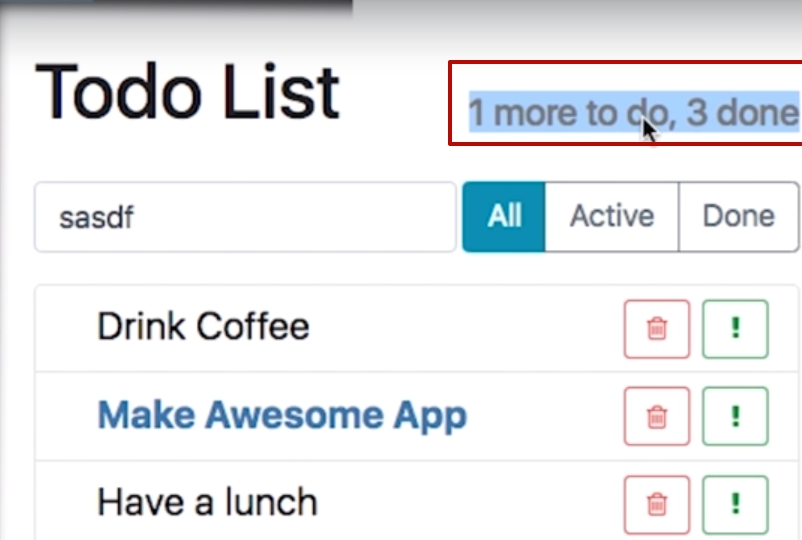 Todo List
1 more to do, 3 done
sasdf
All Active Done
Drink Coffee !
Make Awesome App !
Have a lunch !